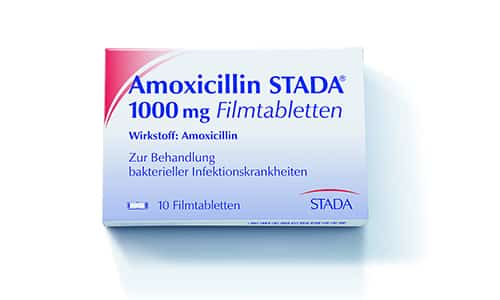 Amoxicillin STADA®
1000 mg Filmtabletten
Wirkstoff: Amoxicillin
Zur Behandlung
bakterieller Infektionskrankheiten
10 Filmtabletten
STADA